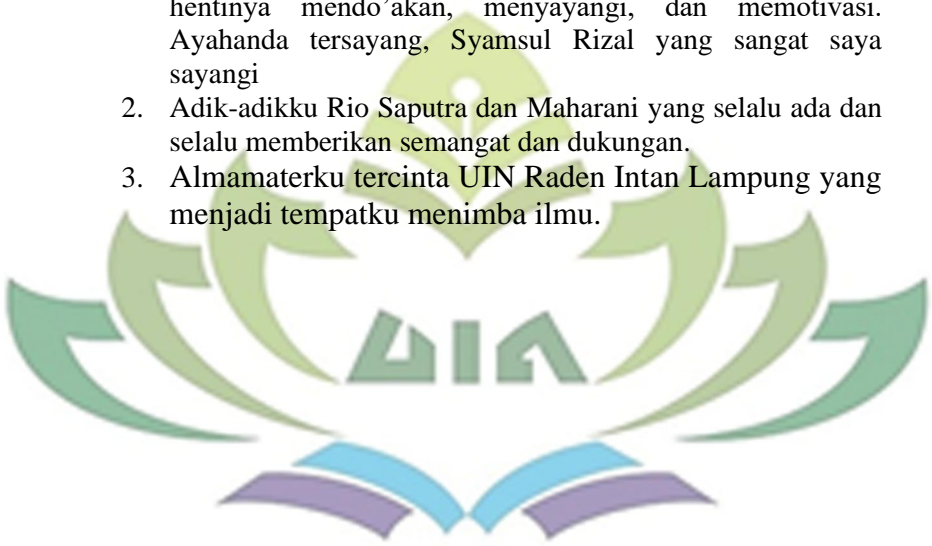 hentinya mendo’akan, menyayangi, dan memotivasi.
Ayahanda tersayang, Syamsul Rizal yang sangat saya
sayangi
2. Adik-adikku Rio Saputra dan Maharani yang selalu ada dan
selalu memberikan semangat dan dukungan.
3. Almamaterku tercinta UIN Raden Intan Lampung yang
menjadi tempatku menimba ilmu.
UIN